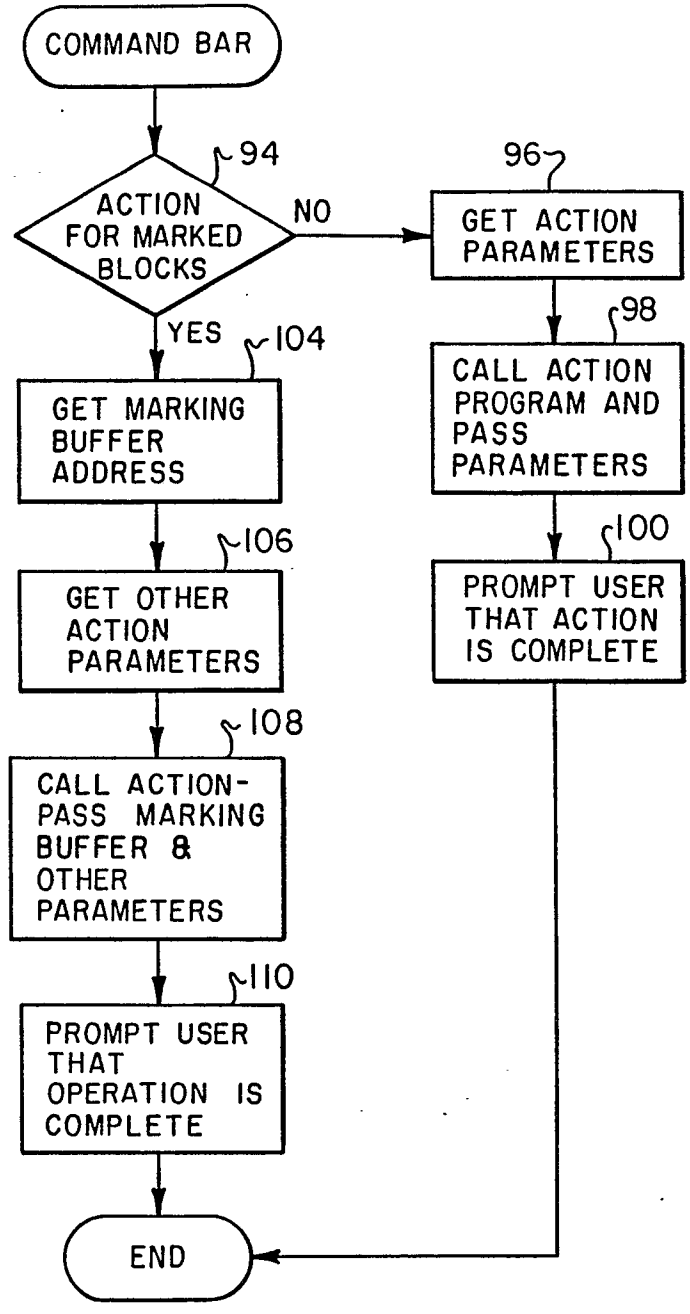 COMMAND BAR
94
ACTION
FOR MARKED
BLOCKS
NO
YES
96
GET ACTION
PARAMETERS
98
CALL ACTION
PROGRAM AND
PASS
PARAMETERS
100
PROMPT USER
THAT ACTION
IS COMPLETE
104
GET MARKING
BUFFER
ADDRESS
106
GET OTHER
ACTION
PARAMETERS
108
CALL ACTION-
PASS MARKING
BUFFER &
OTHER
PARAMETERS
110
PROMPT USER
THAT
OPERATION IS
COMPLETE
END